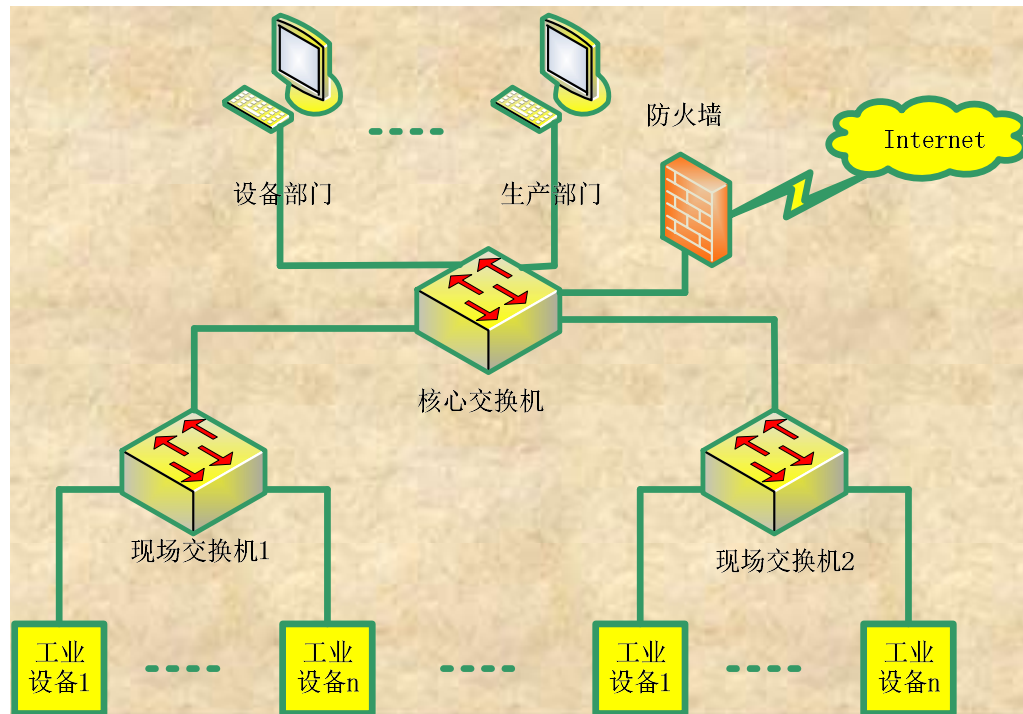 防火墙
Internet
设备部门
生产部门
核心交换机
现场交换机1
现场交换机2
工业
设备1
工业
设备n
工业
设备1
工业
设备n